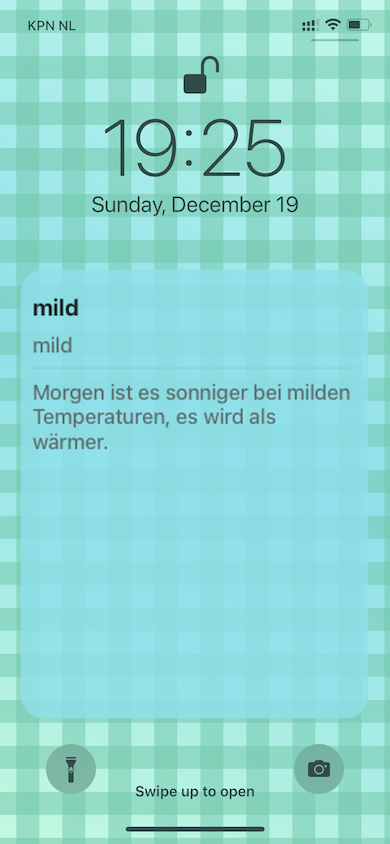 KPN NL
19:25
Sunday, December 19
mild
mild
Morgen ist es sonniger bei milden
Temperaturen, es wird als
wärmer.
Swipe up to open